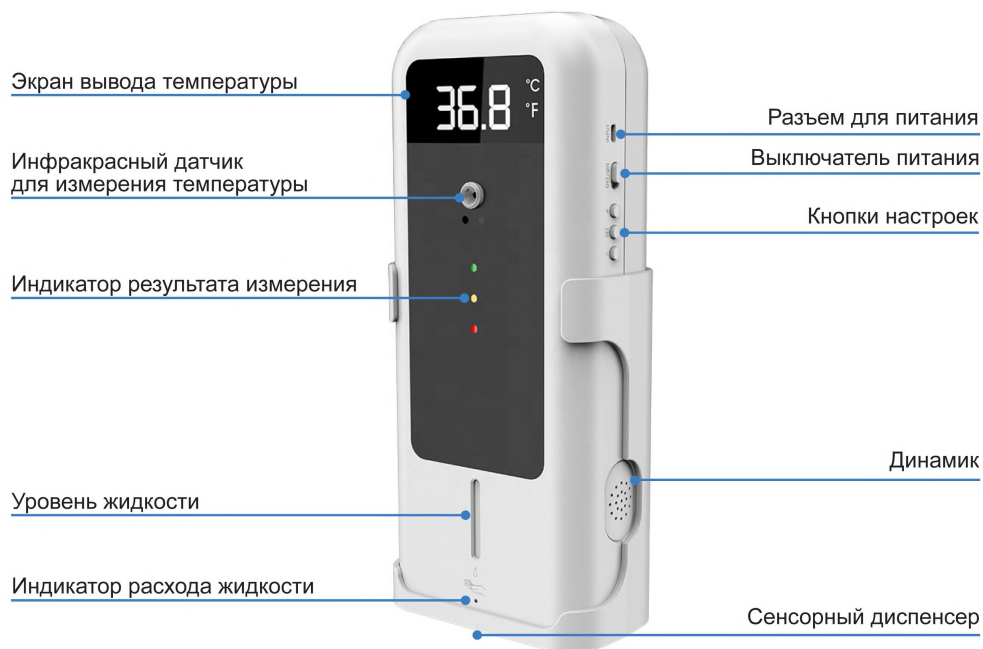 Экран вывода температуры
36.8
°C
°F
Инфракрасный датчик
для измерения температуры
Индикатор результата измерения
Уровень жидкости
Индикатор расхода жидкости
Разъем для питания
Выключатель питания
Кнопки настроек
Динамик
Сенсорный диспенсер